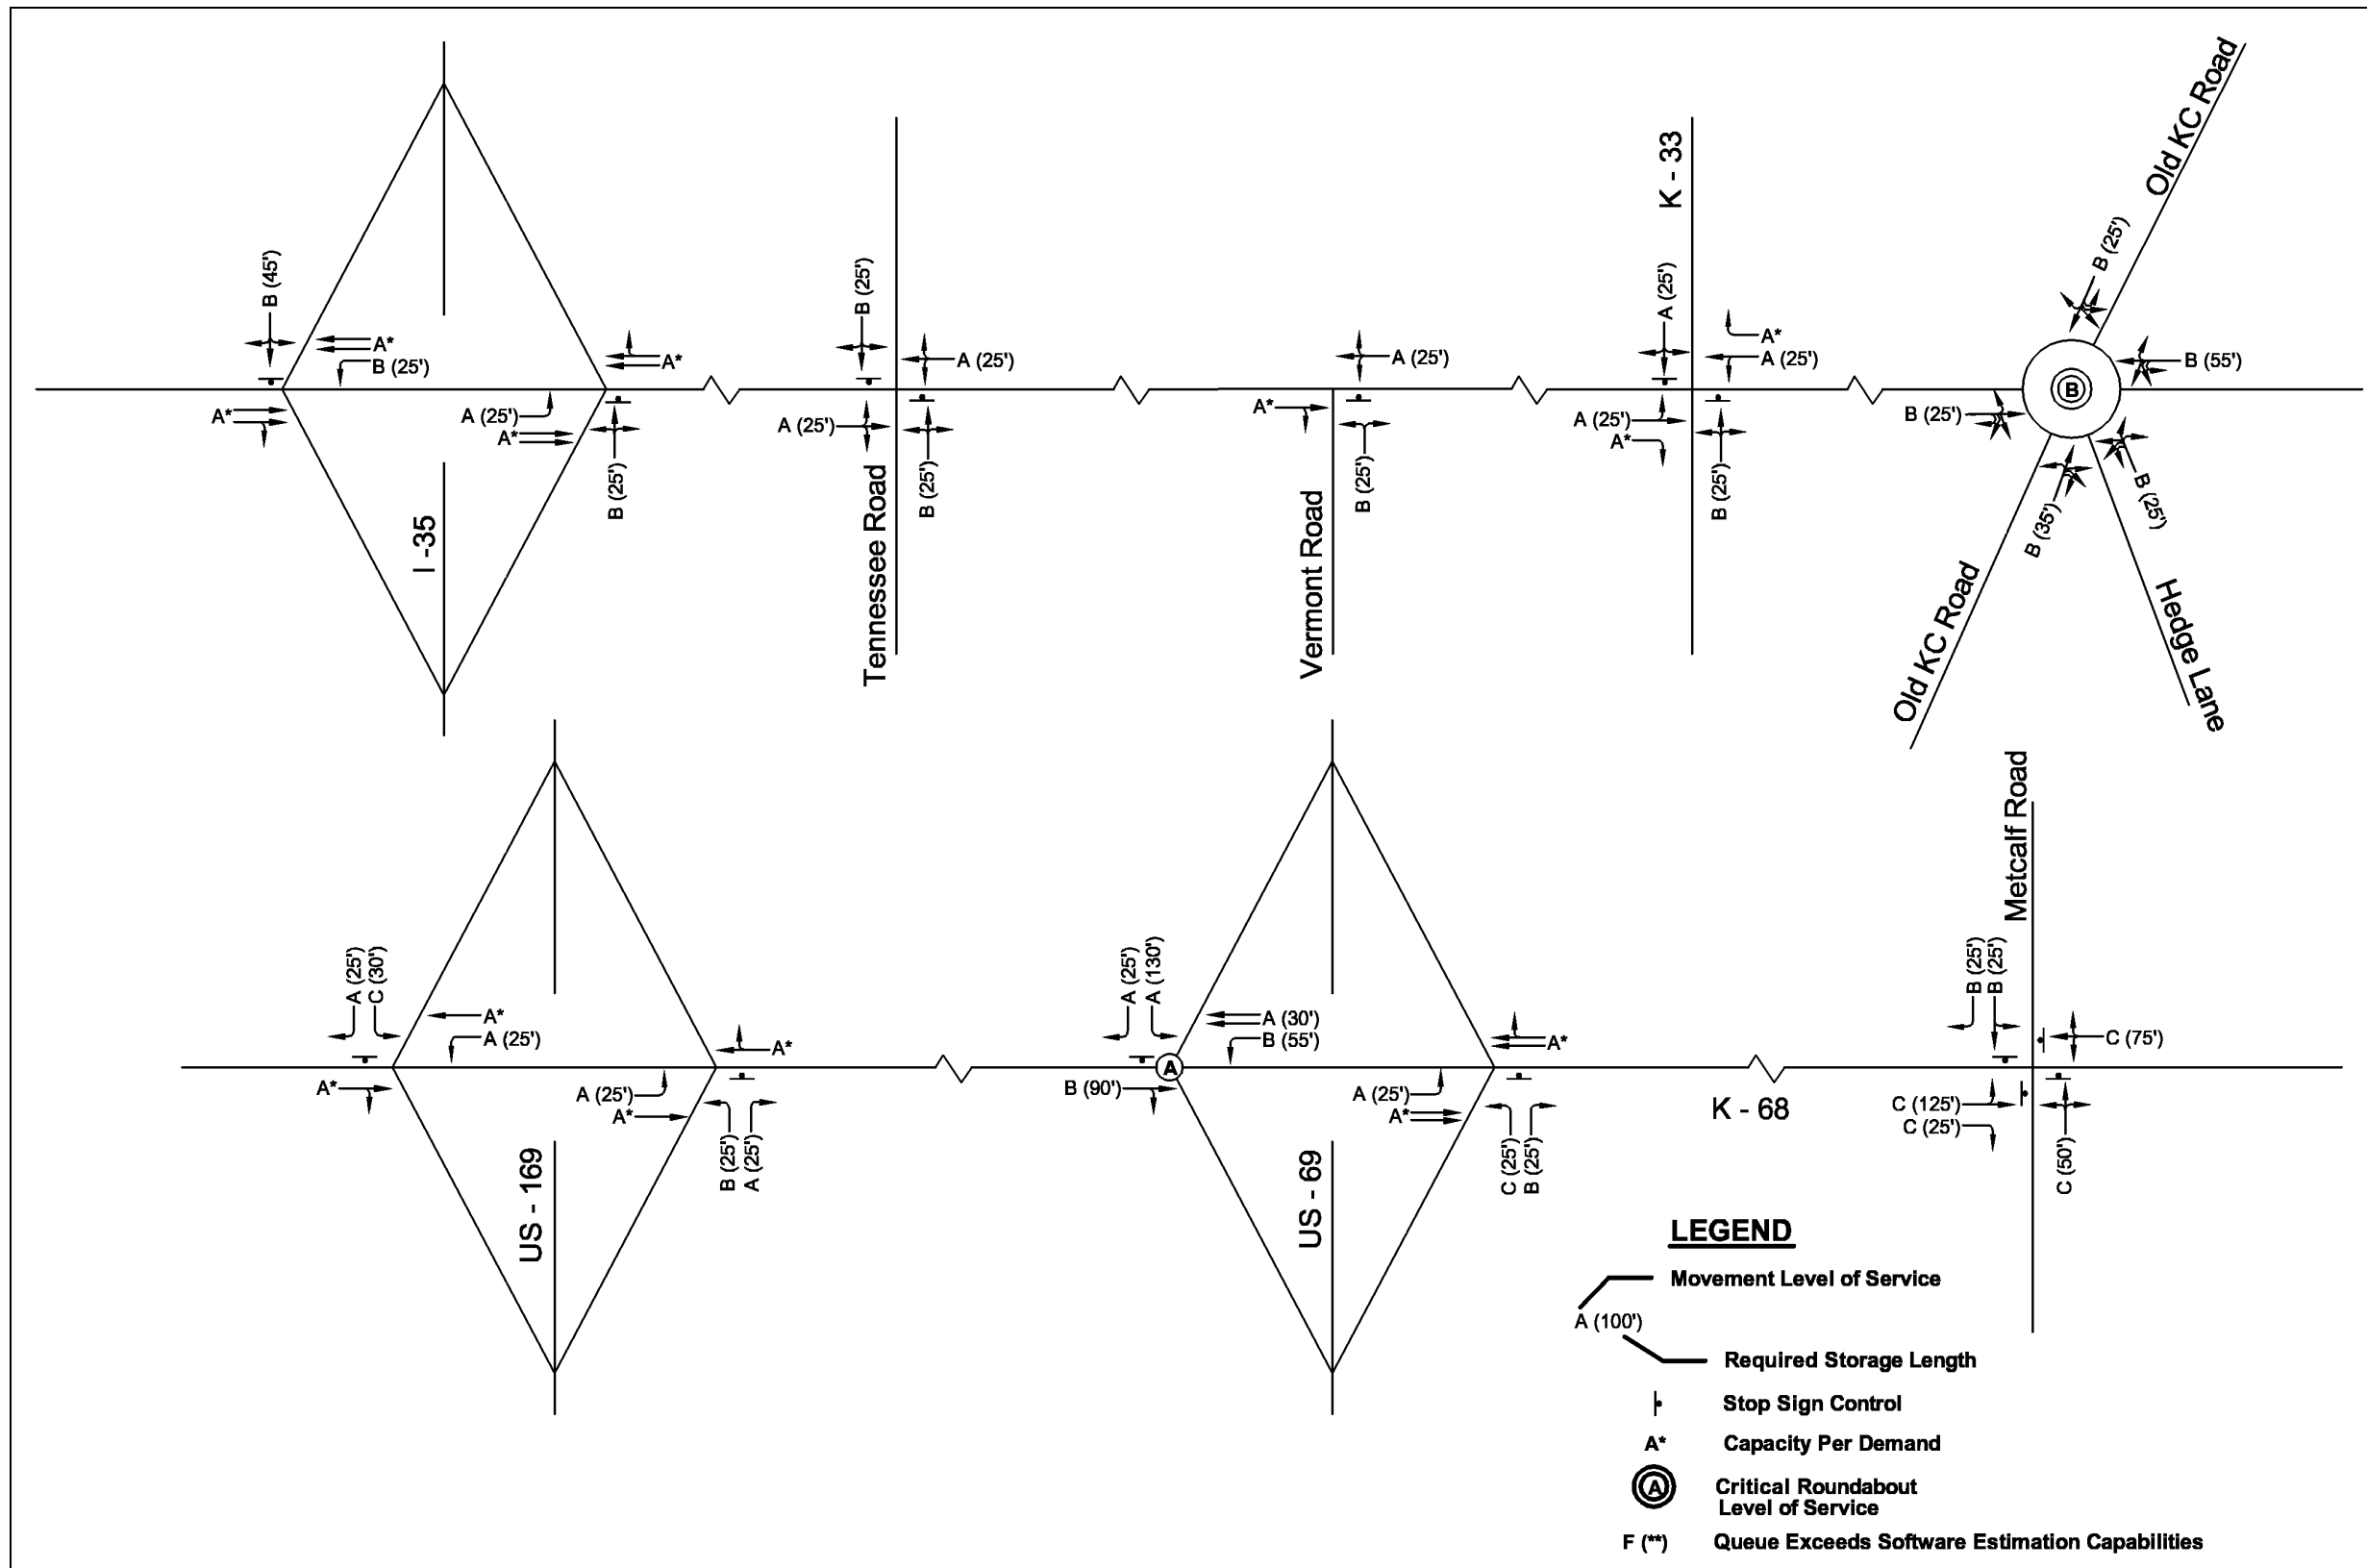 Old KC Road
K - 33
B (45')
B (25')
A (25')
B (25')
A*
B (25')
A*
A (25')
A (25')
A*
A (25')
B (55')
B
A*
A (25')
A*
A (25')
A*
A (25')
A*
B (25')
B (25')
B (25')
B (25')
B (25')
B (35')
B (25')
I -35
Tennessee Road
Vermont Road
Old KC Road
Hedge Lane
Metcalf Road
A (25')
C (30')
A (25')
A (130')
B (25')
B (25')
A*
A (25')
A*
A (30')
B (55')
A*
C (75')
A
A*
A (25')
A*
B (90')
A (25')
A*
K - 68
C (125')
C (25')
B (25')
A (25')
C (25')
B (25')
C (50')
US - 169
US - 69
LEGEND
Movement Level of Service
A (100')
Required Storage Length
Stop Sign Control
A* Capacity Per Demand
A Critical Roundabout
Level of Service
F (**) Queue Exceeds Software Estimation Capabilities